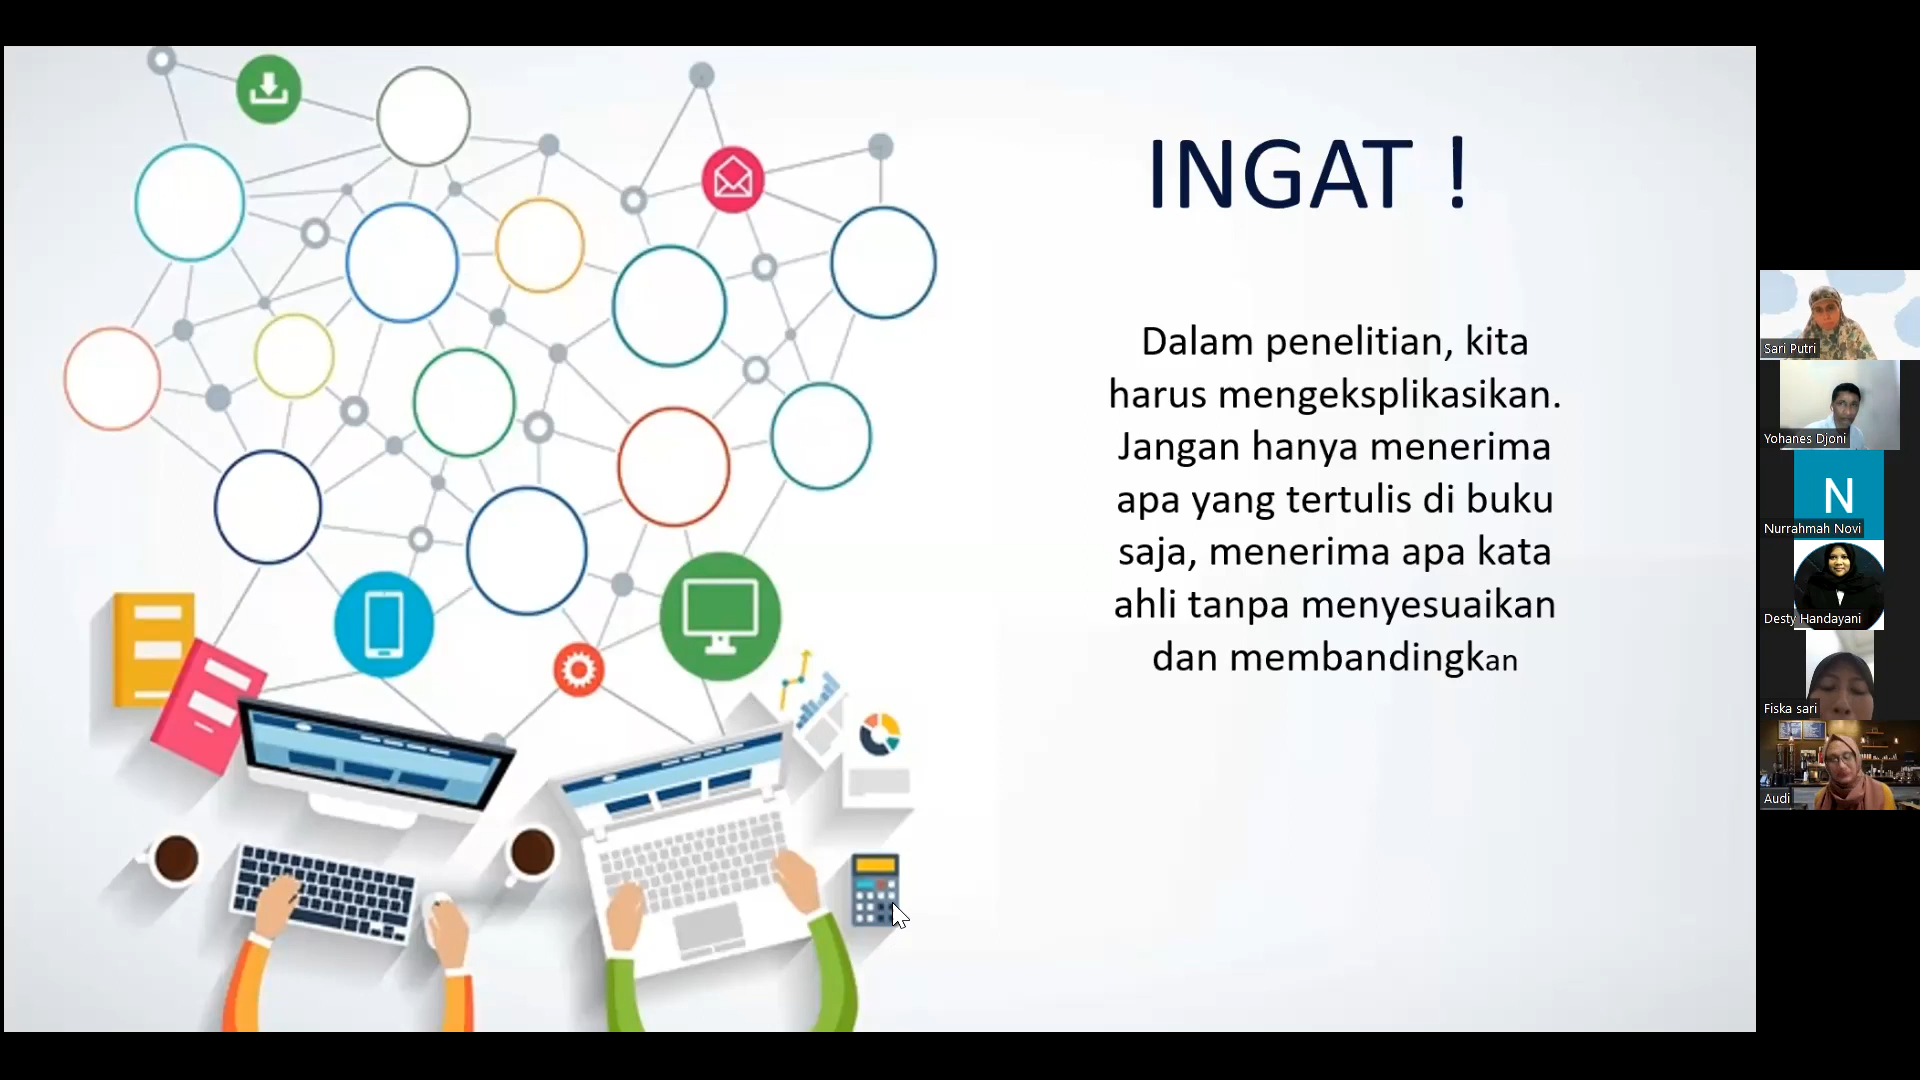 INGAT !
Dalam penelitian, kita
harus mengeksplikasikan.
Jangan hanya menerima
apa yang tertulis di buku
saja, menerima apa kata
ahli tanpa menyesuaikan
dan membandingkan
Sari Putri
Yohanes Djoni
N
Nurrahmah Novi
Desty Handayani
Fiska sari
Audi